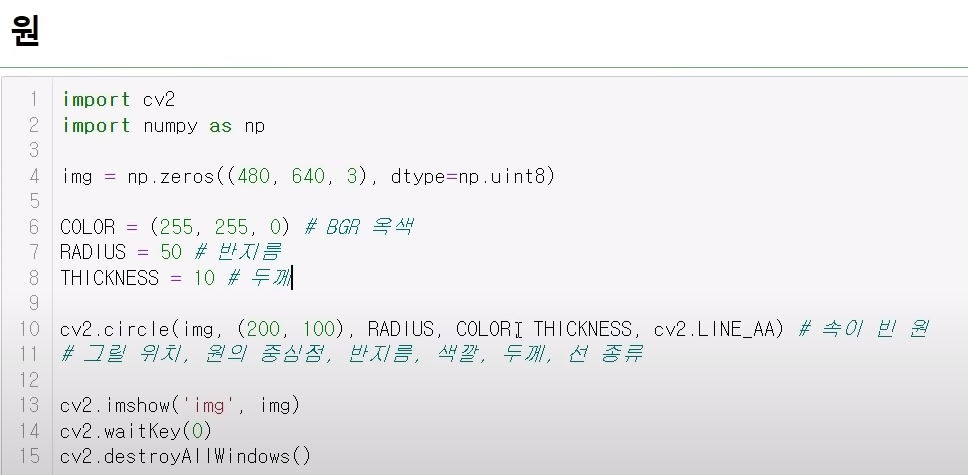 원
1 import cv2
2 import numpy as np
3
4 img = np.zeros((480, 640, 3), dtype=np.uint8)
5
6 COLOR = (255, 255, 0) # BGR 옥색
7 RADIUS = 50 # 반지름
8 THICKNESS = 10 # 두께
9
10 cv2.circle(img, (200, 100), RADIUS, COLOR, THICKNESS, cv2.LINE_AA) # 속이 빈 원
11 # 그릴 위치, 원의 중심점, 반지름, 색깔, 두께, 선 종류
12
13 cv2.imshow('img', img)
14 cv2.waitKey(0)
15 cv2.destroyAllWindows()